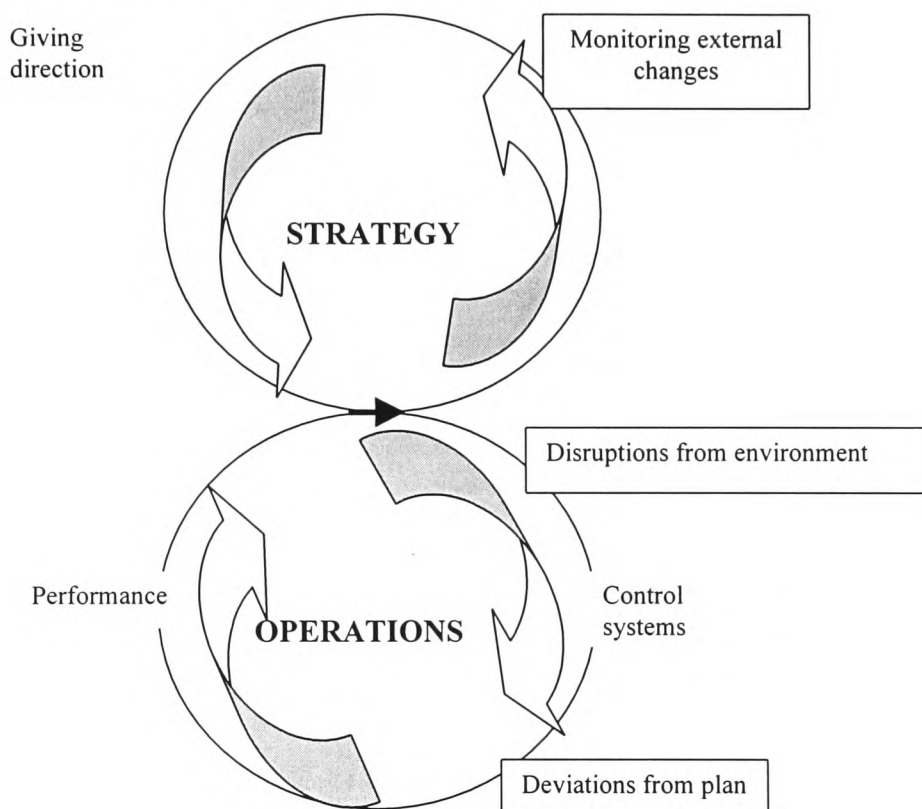 Giving
direction
Monitoring external
changes
STRATEGY
Disruptions from environment
Performance
Control
systems
OPERATIONS
Deviations from plan